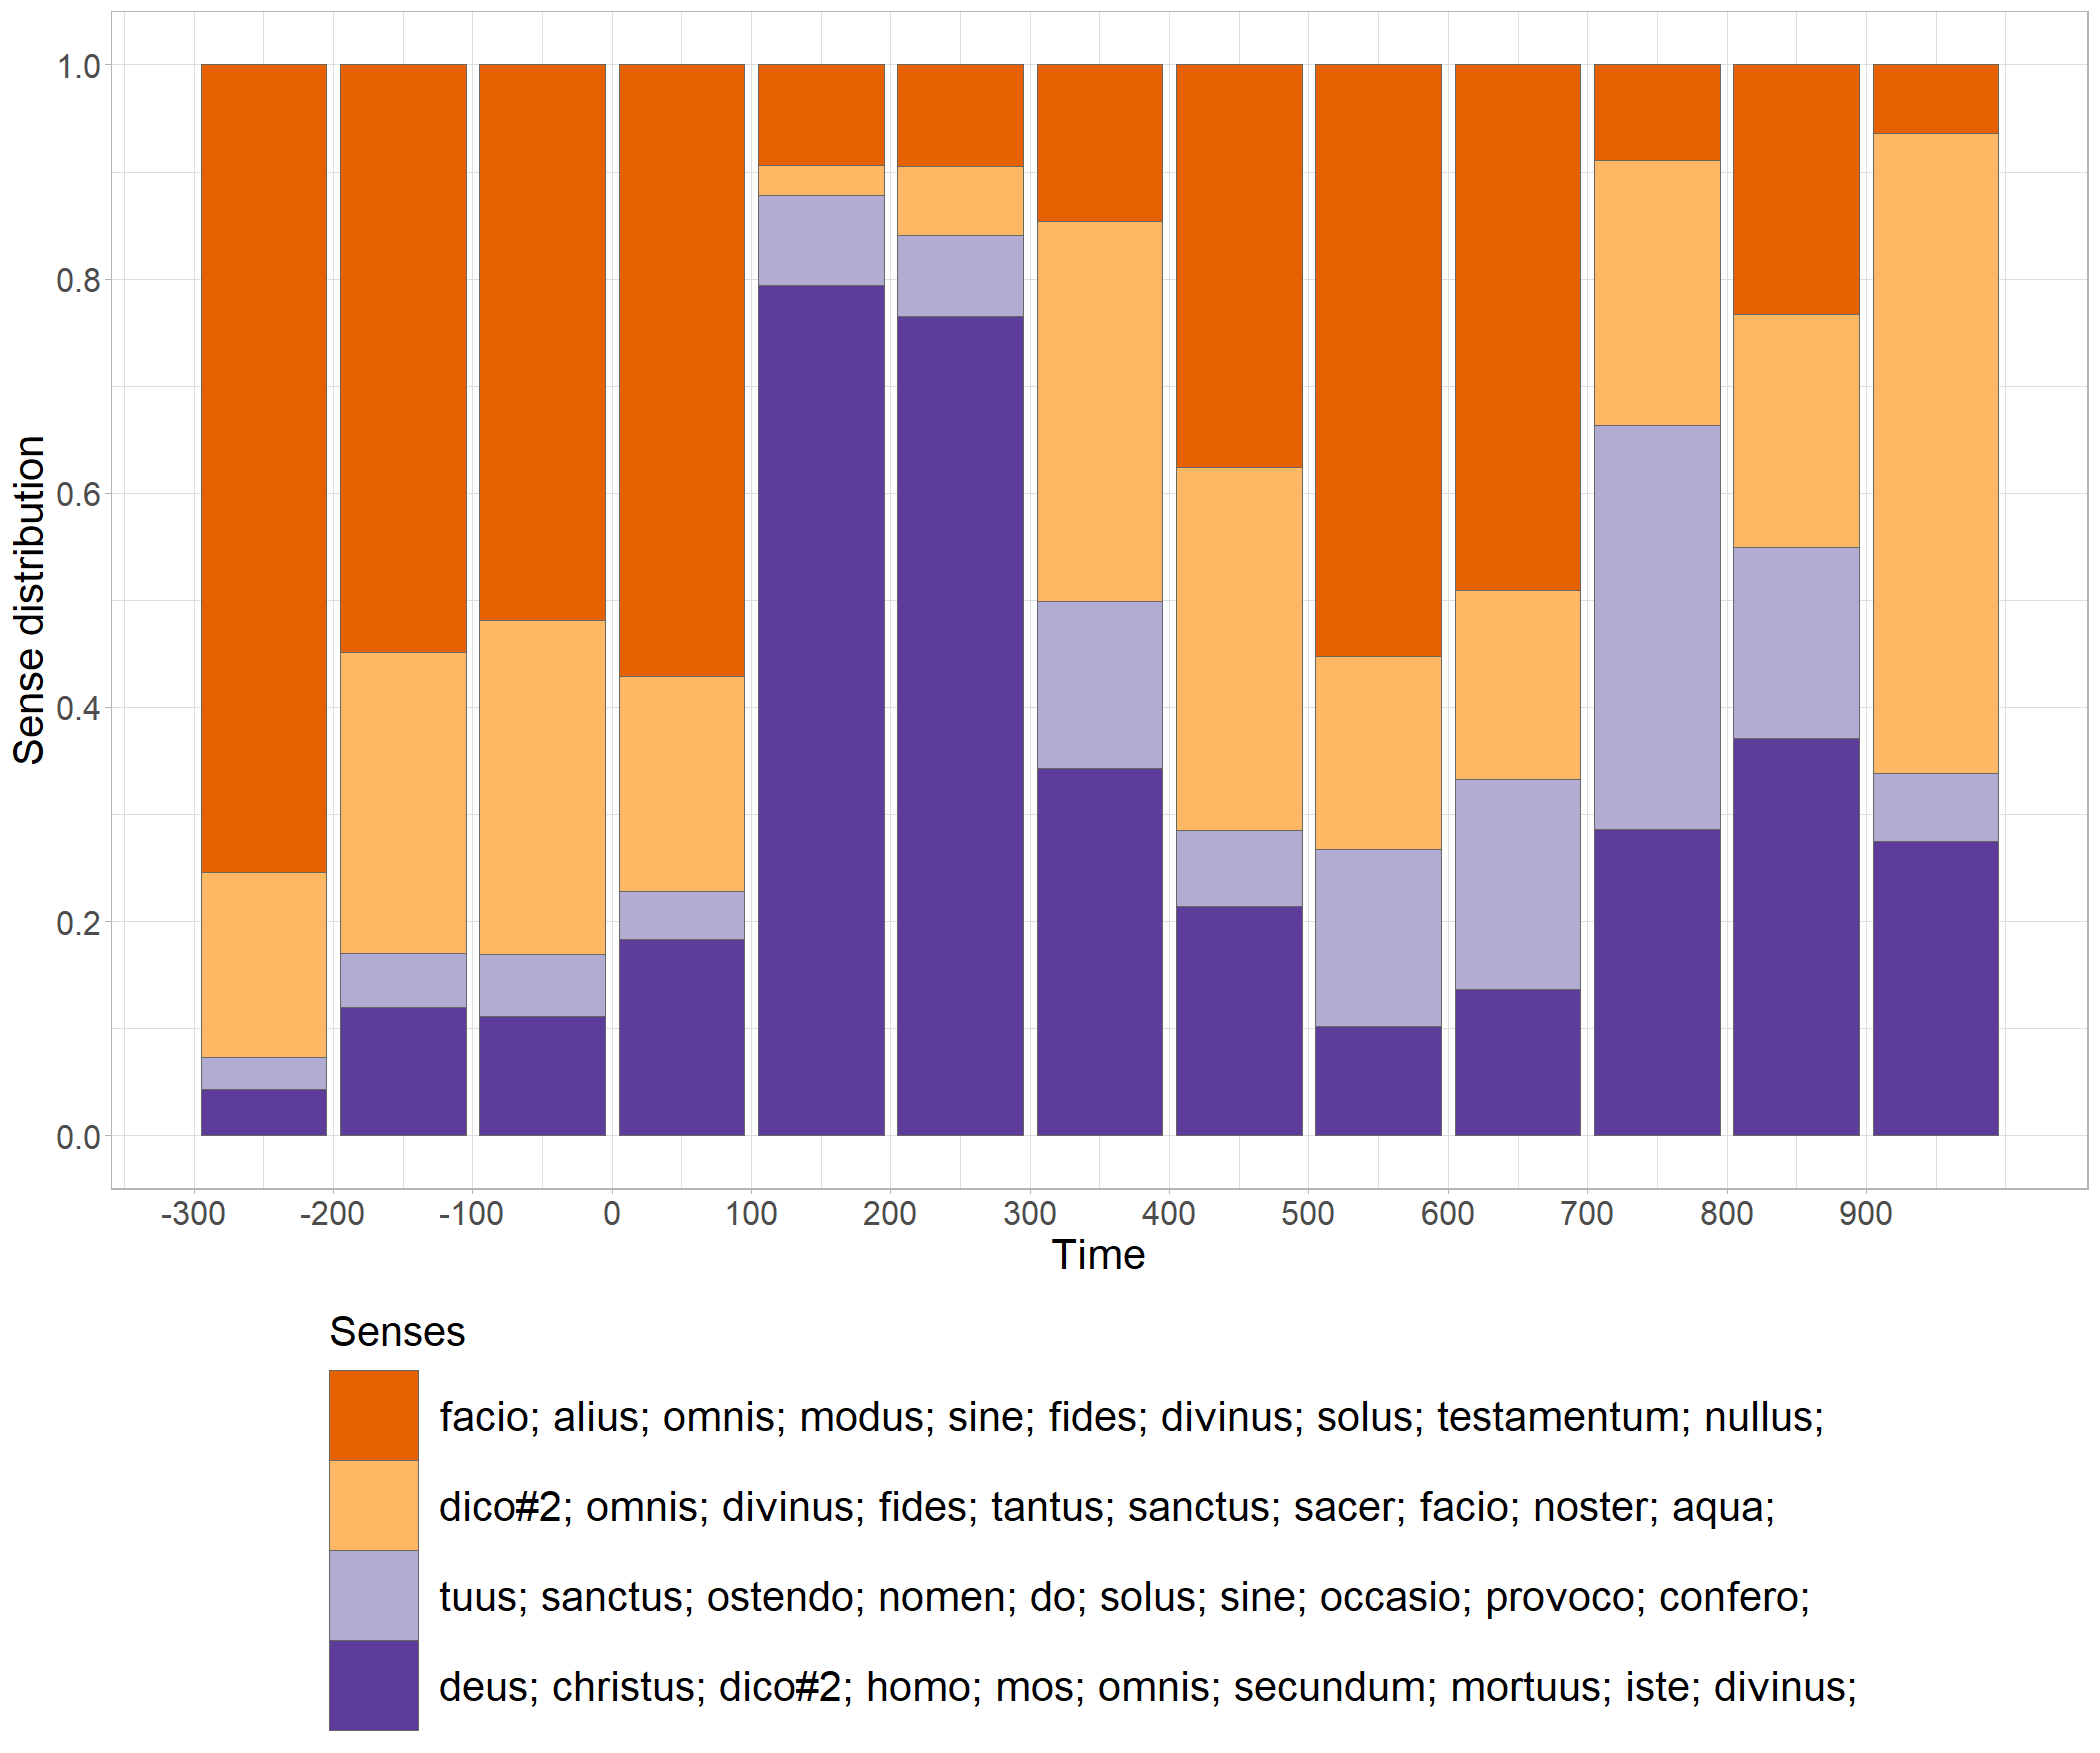 1.0
0.8
0.6
0.4
0.2
0.0
Sense distribution
-300 -200 -100 0 100 200 300 400 500 600 700 800 900
Time
Senses
facio; alius; omnis; modus; sine; fides; divinus; solus; testamentum; nullus;
dico#2; omnis; divinus; fides; tantus; sanctus; sacer; facio; noster; aqua;
tuus; sanctus; ostendo; nomen; do; solus; sine; occasio; provoco; confero;
deus; christus; dico#2; homo; mos; omnis; secundum; mortuus; iste; divinus;